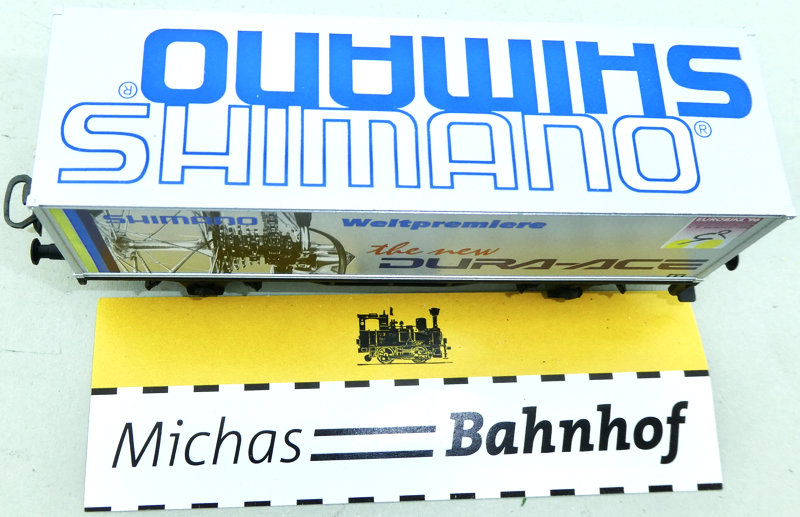 SHIMANO®
SHIMANO®
SHIMANO
Weltpremiere
the new
DURA-ACE
Michas Bahnhof